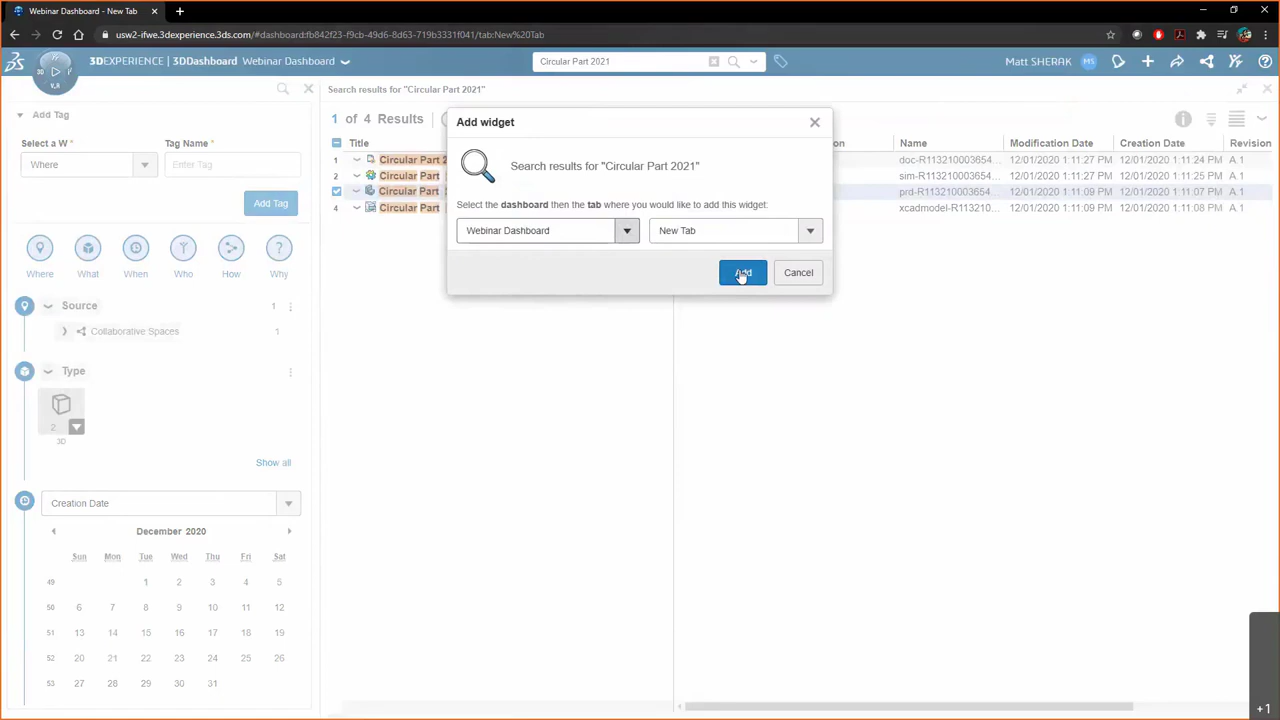 Webinar Dashboard - New Tab
usw2-ifwe.3dexperience.3ds.com/#dashboard:fb842f23-f9cb-49d6-8d63-719b3331f041/tab:New%20Tab
3DEXPERIENCE | 3DDashboard Webinar Dashboard
Circular Part 2021
Matt SHERAK MS
3D V.R
Search results for "Circular Part 2021"
Add Tag
1 of 4 Results
Select a W * Tag Name *
Where Enter Tag
Add Tag
Where What When Who How Why
Source 1
Collaborative Spaces 1
Type
2
3D
Show all
Creation Date
December 2020
Sun Mon Tue Wed Thu Fri Sat
49 1 2 3 4 5
50 6 7 8 9 10 11 12
51 13 14 15 16 17 18 19
52 20 21 22 23 24 25 26
53 27 28 29 30 31
Title Name Modification Date Creation Date Revision
1 Circular Part 2 doc-R1132100003654... 12/01/2020 1:11:27 PM 12/01/2020 1:11:24 PM A.1
2 Circular Part sim-R1132100003654... 12/01/2020 1:11:27 PM 12/01/2020 1:11:25 PM A.1
Circular Part prd-R1132100003654... 12/01/2020 1:11:09 PM 12/01/2020 1:11:07 PM A.1
4 Circular Part xcadmodel-R113210... 12/01/2020 1:11:09 PM 12/01/2020 1:11:08 PM A.1
Add widget
Search results for "Circular Part 2021"
Select the dashboard then the tab where you would like to add this widget:
Webinar Dashboard New Tab
Add Cancel
+1